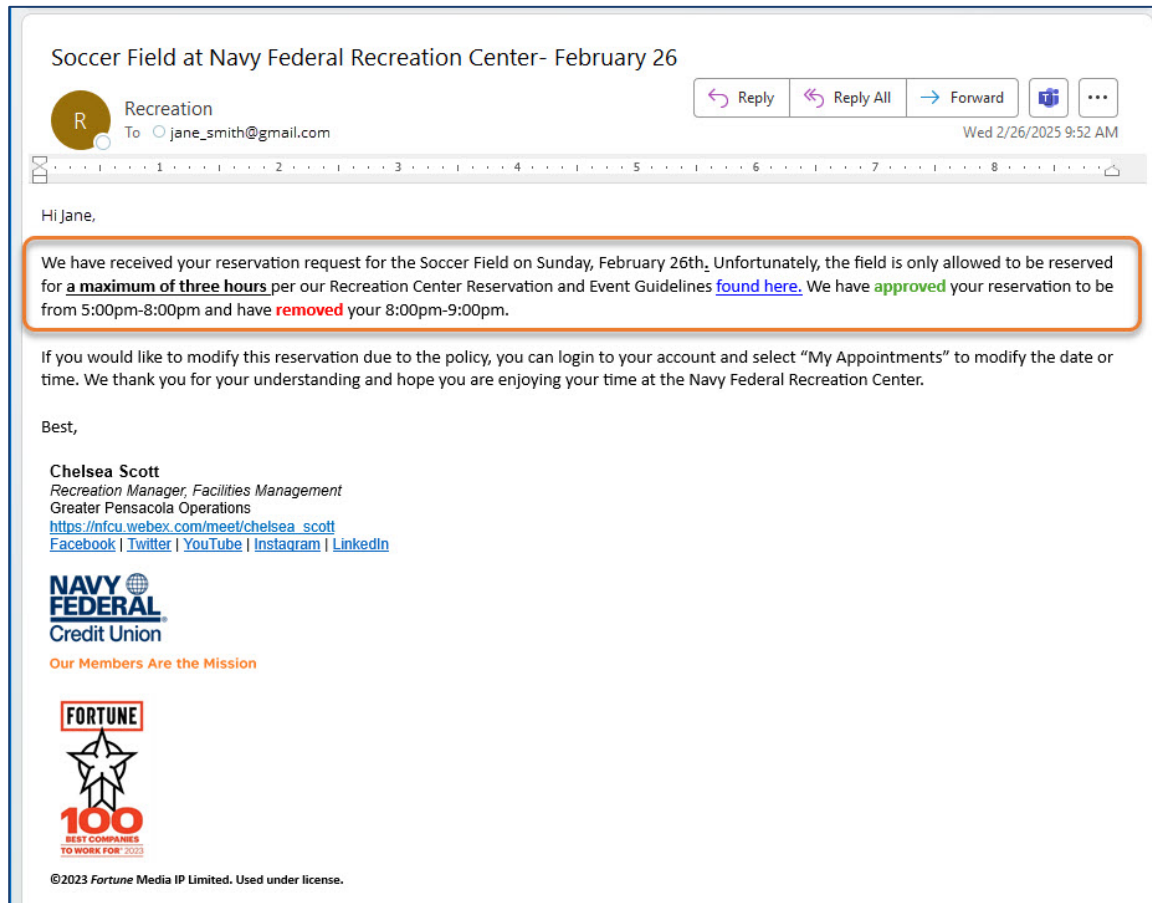 Soccer Field at Navy Federal Recreation Center- February 26
R
Recreation
To jane_smith@gmail.com
Reply Reply All Forward
Wed 2/26/2025 9:52 AM
1 2 3 4 5 6 7 8
Hi Jane,
We have received your reservation request for the Soccer Field on Sunday, February 26th. Unfortunately, the field is only allowed to be reserved
for a maximum of three hours per our Recreation Center Reservation and Event Guidelines found here. We have approved your reservation to be
from 5:00pm-8:00pm and have removed your 8:00pm-9:00pm.
If you would like to modify this reservation due to the policy, you can login to your account and select “My Appointments” to modify the date or
time. We thank you for your understanding and hope you are enjoying your time at the Navy Federal Recreation Center.
Best,
Chelsea Scott
Recreation Manager, Facilities Management
Greater Pensacola Operations
https://nfcu.webex.com/meet/chelsea_scott
Facebook | Twitter | YouTube | Instagram | LinkedIn
NAVY
FEDERAL
Credit Union
Our Members Are the Mission
FORTUNE
100
BEST COMPANIES
TO WORK FOR® 2023
©2023 Fortune Media IP Limited. Used under license.